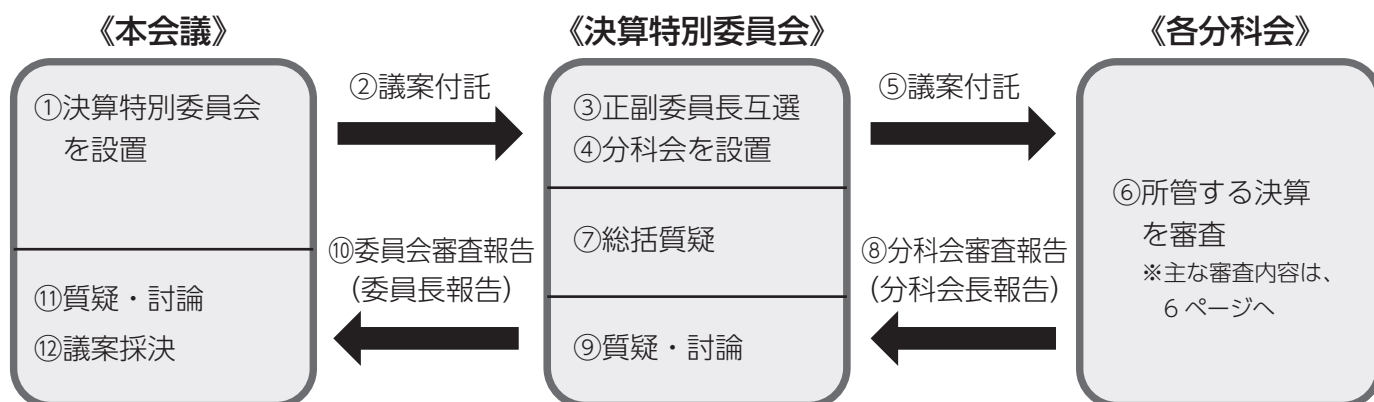 《本会議》
①決算特別委員会
を設置
⑪質疑・討論
⑫議案採決
②議案付託
⑩委員会審査報告
(委員長報告)
《決算特別委員会》
③正副委員長互選
④分科会を設置
⑦総括質疑
⑨質疑・討論
⑤議案付託
⑧分科会審査報告
(分科会長報告)
《各分科会》
⑥所管する決算
を審査
※主な審査内容は、
6ページへ